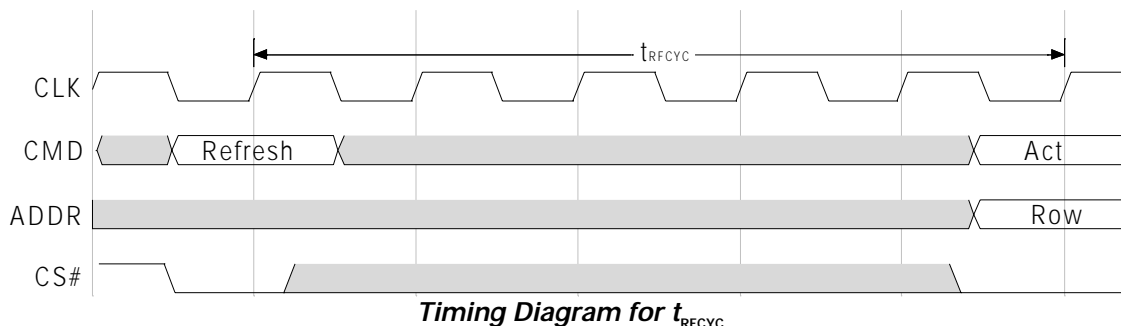 tRFCYC
CLK
CMD Refresh Act
ADDR Row
CS#
Timing Diagram for tRFCYC